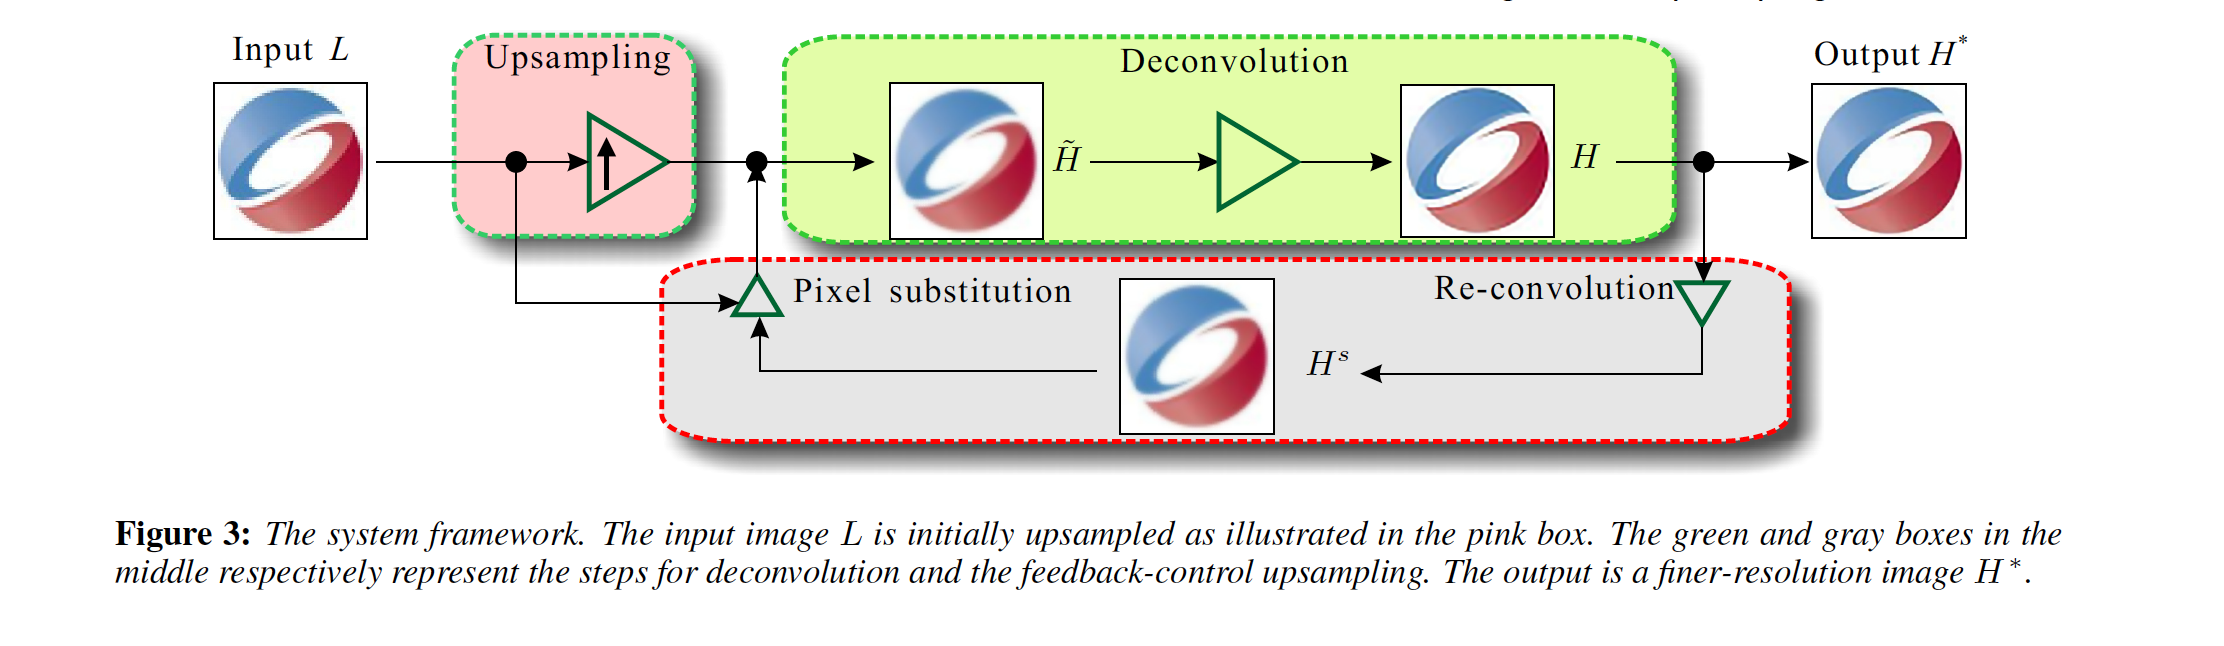 Input L
Upsampling
Deconvolution
Output H*
H̃
H
Pixel substitution
Re-convolution
Hˢ
Figure 3: The system framework. The input image L is initially upsampled as illustrated in the pink box. The green and gray boxes in the
middle respectively represent the steps for deconvolution and the feedback-control upsampling. The output is a finer-resolution image H*.